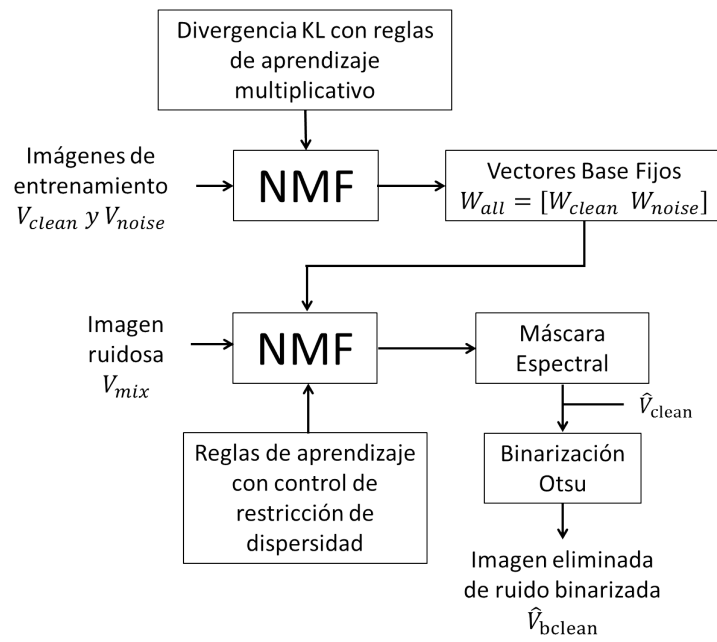 Divergencia KL con reglas
de aprendizaje
multiplicativo
Imágenes de
entrenamiento
V_clean y V_noise
NMF
Vectores Base Fijos
W_all = [W_clean W_noise]
Imagen
ruidosa
V_mix
NMF
Máscara
Espectral
V̂_clean
Reglas de aprendizaje
con control de
restricción de
dispersidad
Binarización
Otsu
Imagen eliminada
de ruido binarizada
V̂_bclean